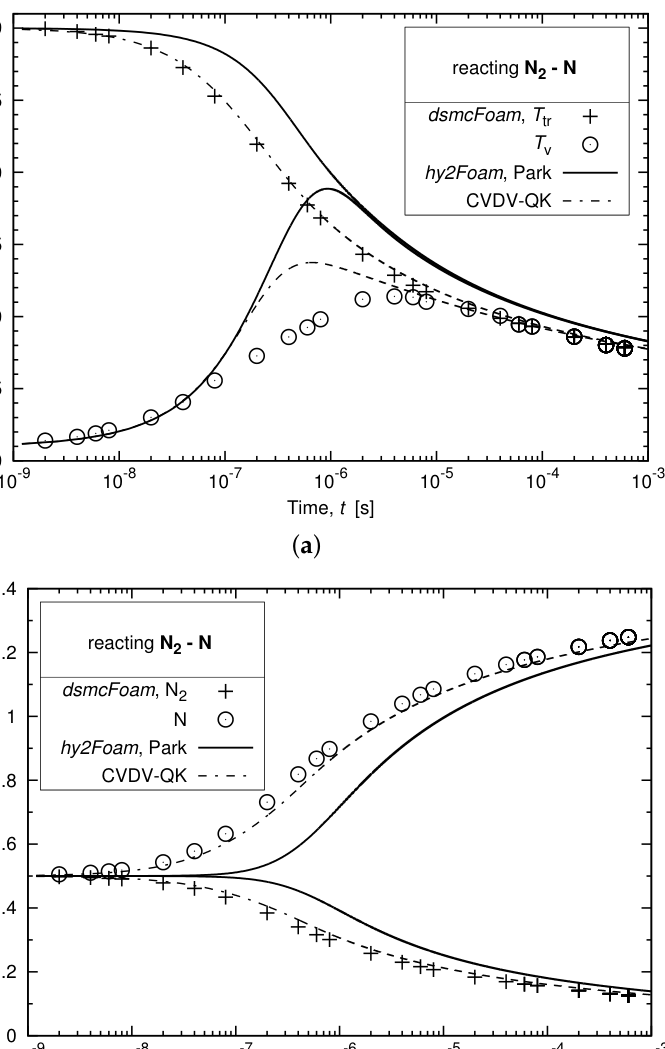 reacting N₂ - N
dsmcFoam, Tₜᵣ
Tᵥ
hy2Foam, Park
CVDV-QK
10⁻⁹ 10⁻⁸ 10⁻⁷ 10⁻⁶ 10⁻⁵ 10⁻⁴ 10⁻³
Time, t [s]
(a)
.4
reacting N₂ - N
dsmcFoam, N₂
N
hy2Foam, Park
CVDV-QK
.2
1
.8
.6
.4
.2
0